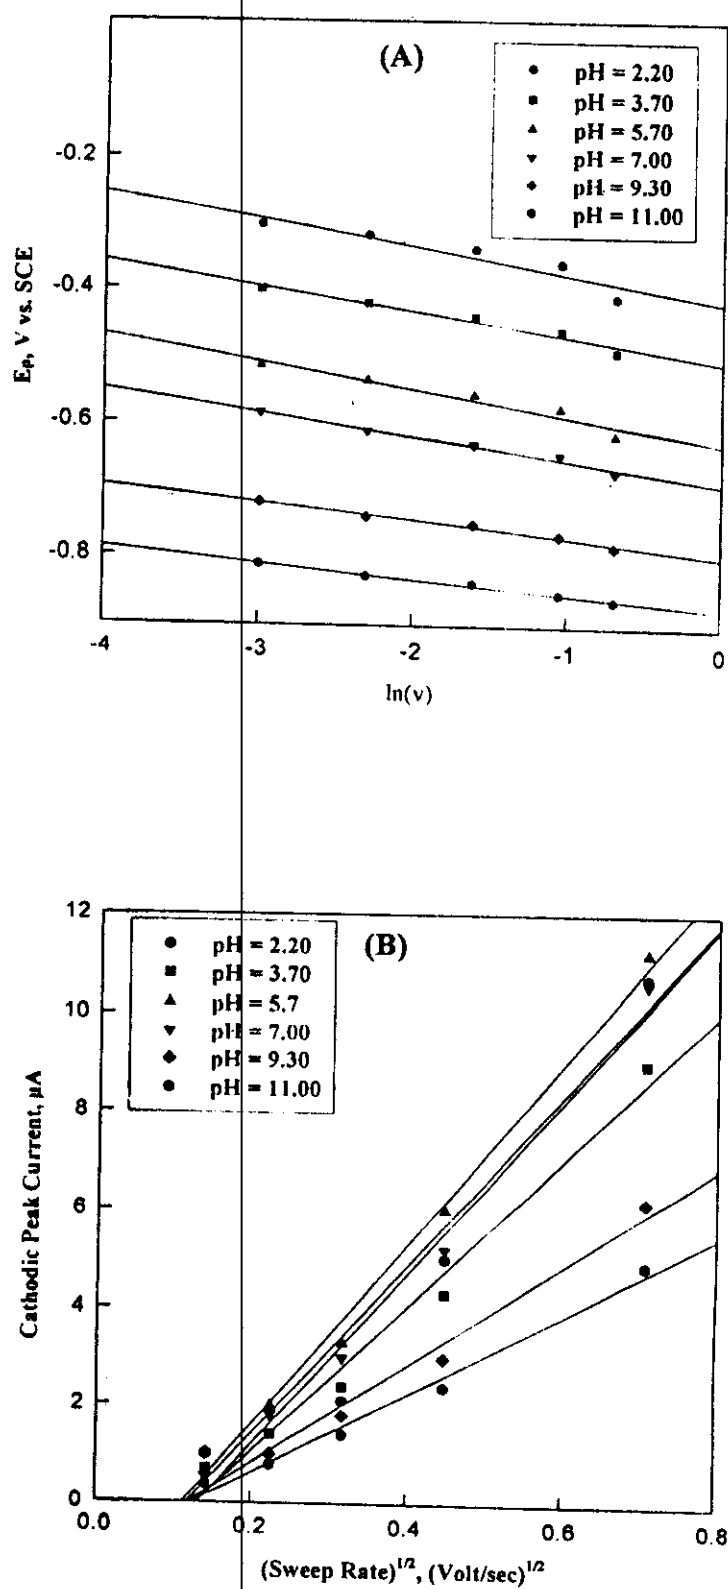 (A)
pH = 2.20
pH = 3.70
pH = 5.70
pH = 7.00
pH = 9.30
pH = 11.00
-0.2
-0.4
-0.6
-0.8
Ep, V vs. SCE
-4
-3
-2
-1
0
ln(v)
(B)
pH = 2.20
pH = 3.70
pH = 5.7
pH = 7.00
pH = 9.30
pH = 11.00
12
10
8
6
4
2
0
Cathodic Peak Current, µA
0.0
0.2
0.4
0.6
0.8
(Sweep Rate)^1/2, (Volt/sec)^1/2